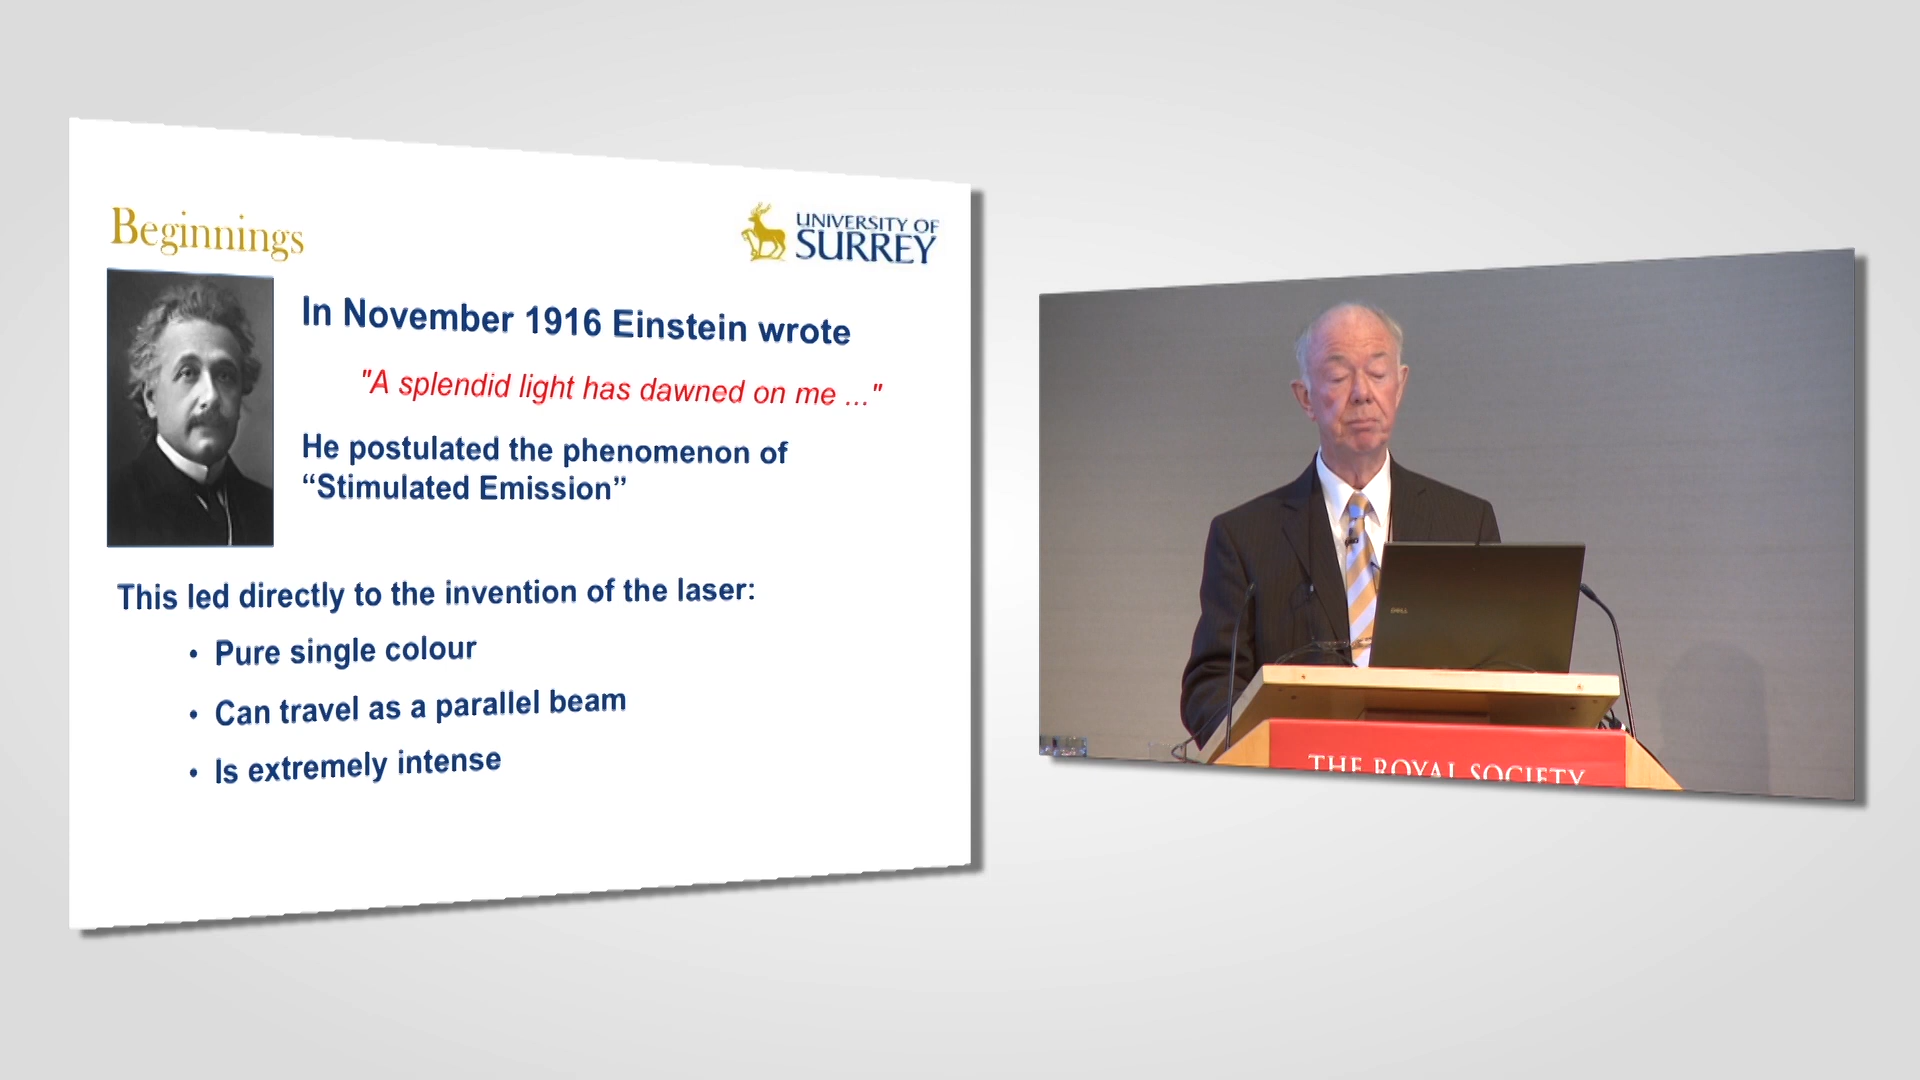 Beginnings
UNIVERSITY OF
SURREY
In November 1916 Einstein wrote
"A splendid light has dawned on me ..."
He postulated the phenomenon of
“Stimulated Emission”
This led directly to the invention of the laser:
• Pure single colour
• Can travel as a parallel beam
• Is extremely intense
DELL
THE ROYAL SOCIETY